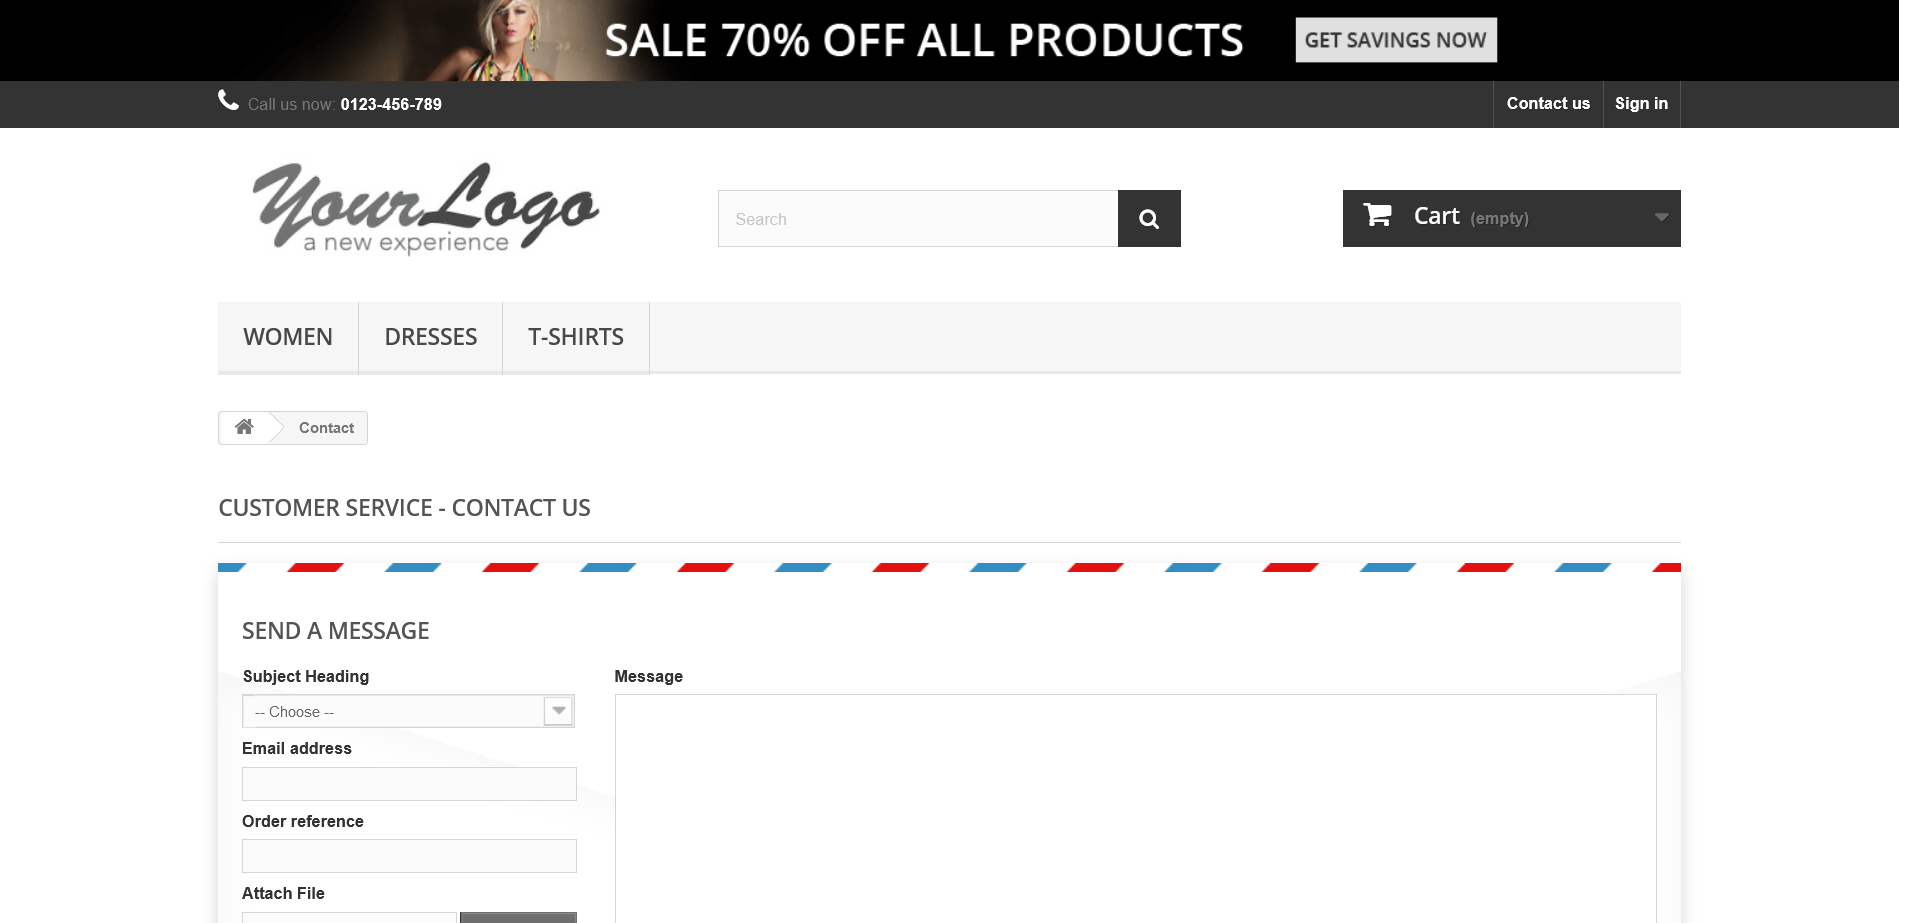 SALE 70% OFF ALL PRODUCTS GET SAVINGS NOW
Call us now: 0123-456-789 Contact us Sign in
YourLogo
a new experience
Search
Cart (empty)
WOMEN DRESSES T-SHIRTS
Contact
CUSTOMER SERVICE - CONTACT US
SEND A MESSAGE
Subject Heading
-- Choose --
Email address
Order reference
Attach File
Message